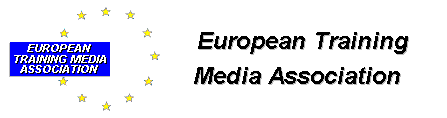 EUROPEAN
TRAINING MEDIA
ASSOCIATION
European Training
Media Association